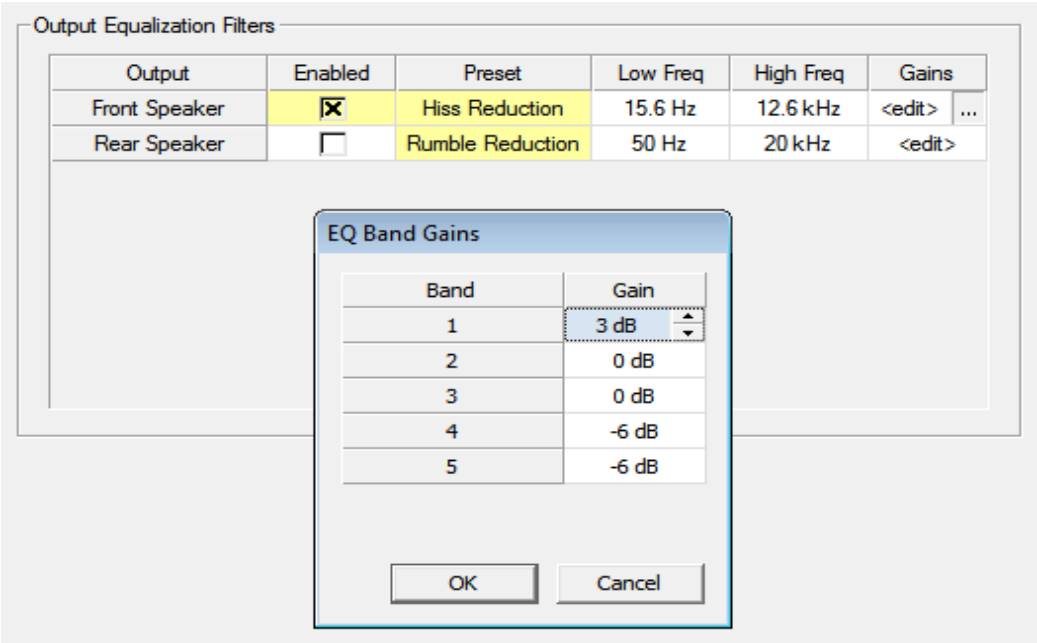 Output Equalization Filters
Output Enabled Preset Low Freq High Freq Gains
Front Speaker Hiss Reduction 15.6 Hz 12.6 kHz <edit> ...
Rear Speaker Rumble Reduction 50 Hz 20 kHz <edit>
EQ Band Gains
Band Gain
1 3 dB
2 0 dB
3 0 dB
4 -6 dB
5 -6 dB
OK Cancel